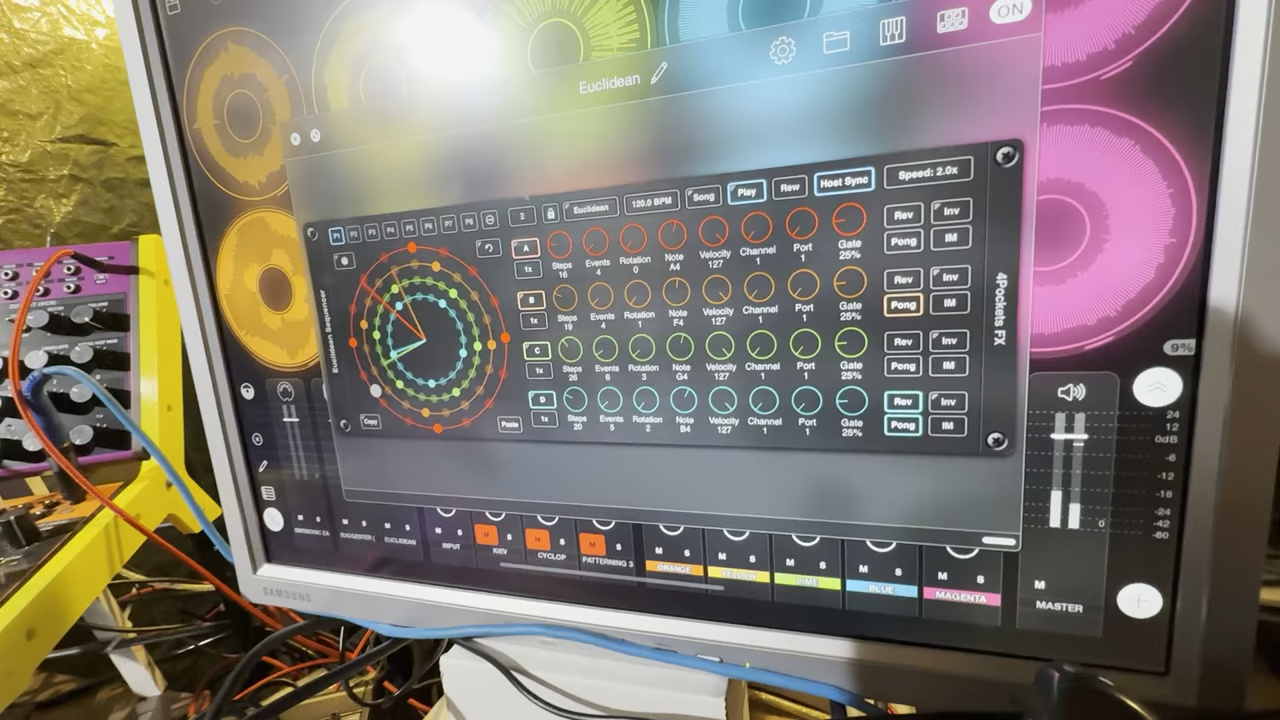 ON
Euclidean
P1 P2 P3 P4 P5 P6 P7 P8
Euclidean
120.0 BPM
Song
Play
Rew
Host Sync
Speed: 2.0x
Euclidean Sequencer
A
1x
Steps 16
Events 4
Rotation 0
Note A4
Velocity 127
Channel 1
Port 1
Gate 25%
Rev
Inv
Pong
IM
B
1x
Steps 19
Events 4
Rotation 1
Note F4
Velocity 127
Channel 1
Port 1
Gate 25%
Rev
Inv
Pong
IM
C
1x
Steps 26
Events 6
Rotation 3
Note G4
Velocity 127
Channel 1
Port 1
Gate 25%
Rev
Inv
Pong
IM
D
1x
Steps 20
Events 5
Rotation 2
Note B4
Velocity 127
Channel 1
Port 1
Gate 25%
Rev
Inv
Pong
IM
Copy
Paste
4Pockets FX
9%
24
12
0dB
-6
-12
-18
-24
-42
-60
0
M S
M S
SUGGESTER (
M S
EUCLIDEAN
M S
INPUT
M S
KIEV
M S
CYCLOP
M S
PATTERNING 3
M S
ORANGE
M S
YELLOW
M S
LIME
M S
BLUE
M S
MAGENTA
M
MASTER
SAMSUNG